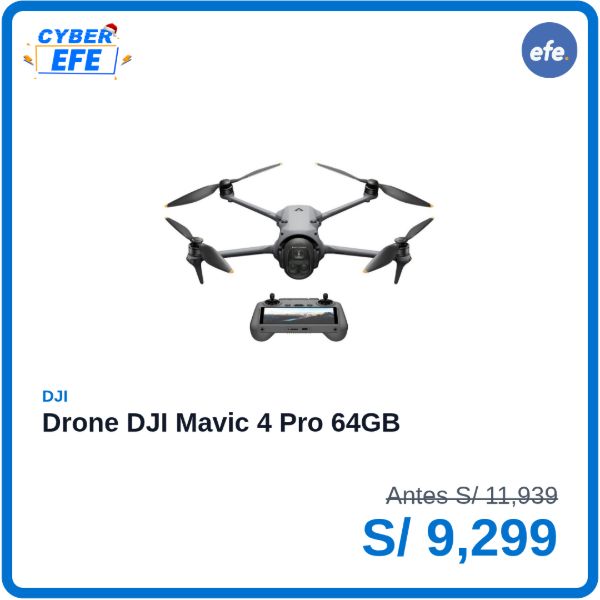 CYBER
EFE
efe.
DJI
Drone DJI Mavic 4 Pro 64GB
Antes S/ 11,939
S/ 9,299